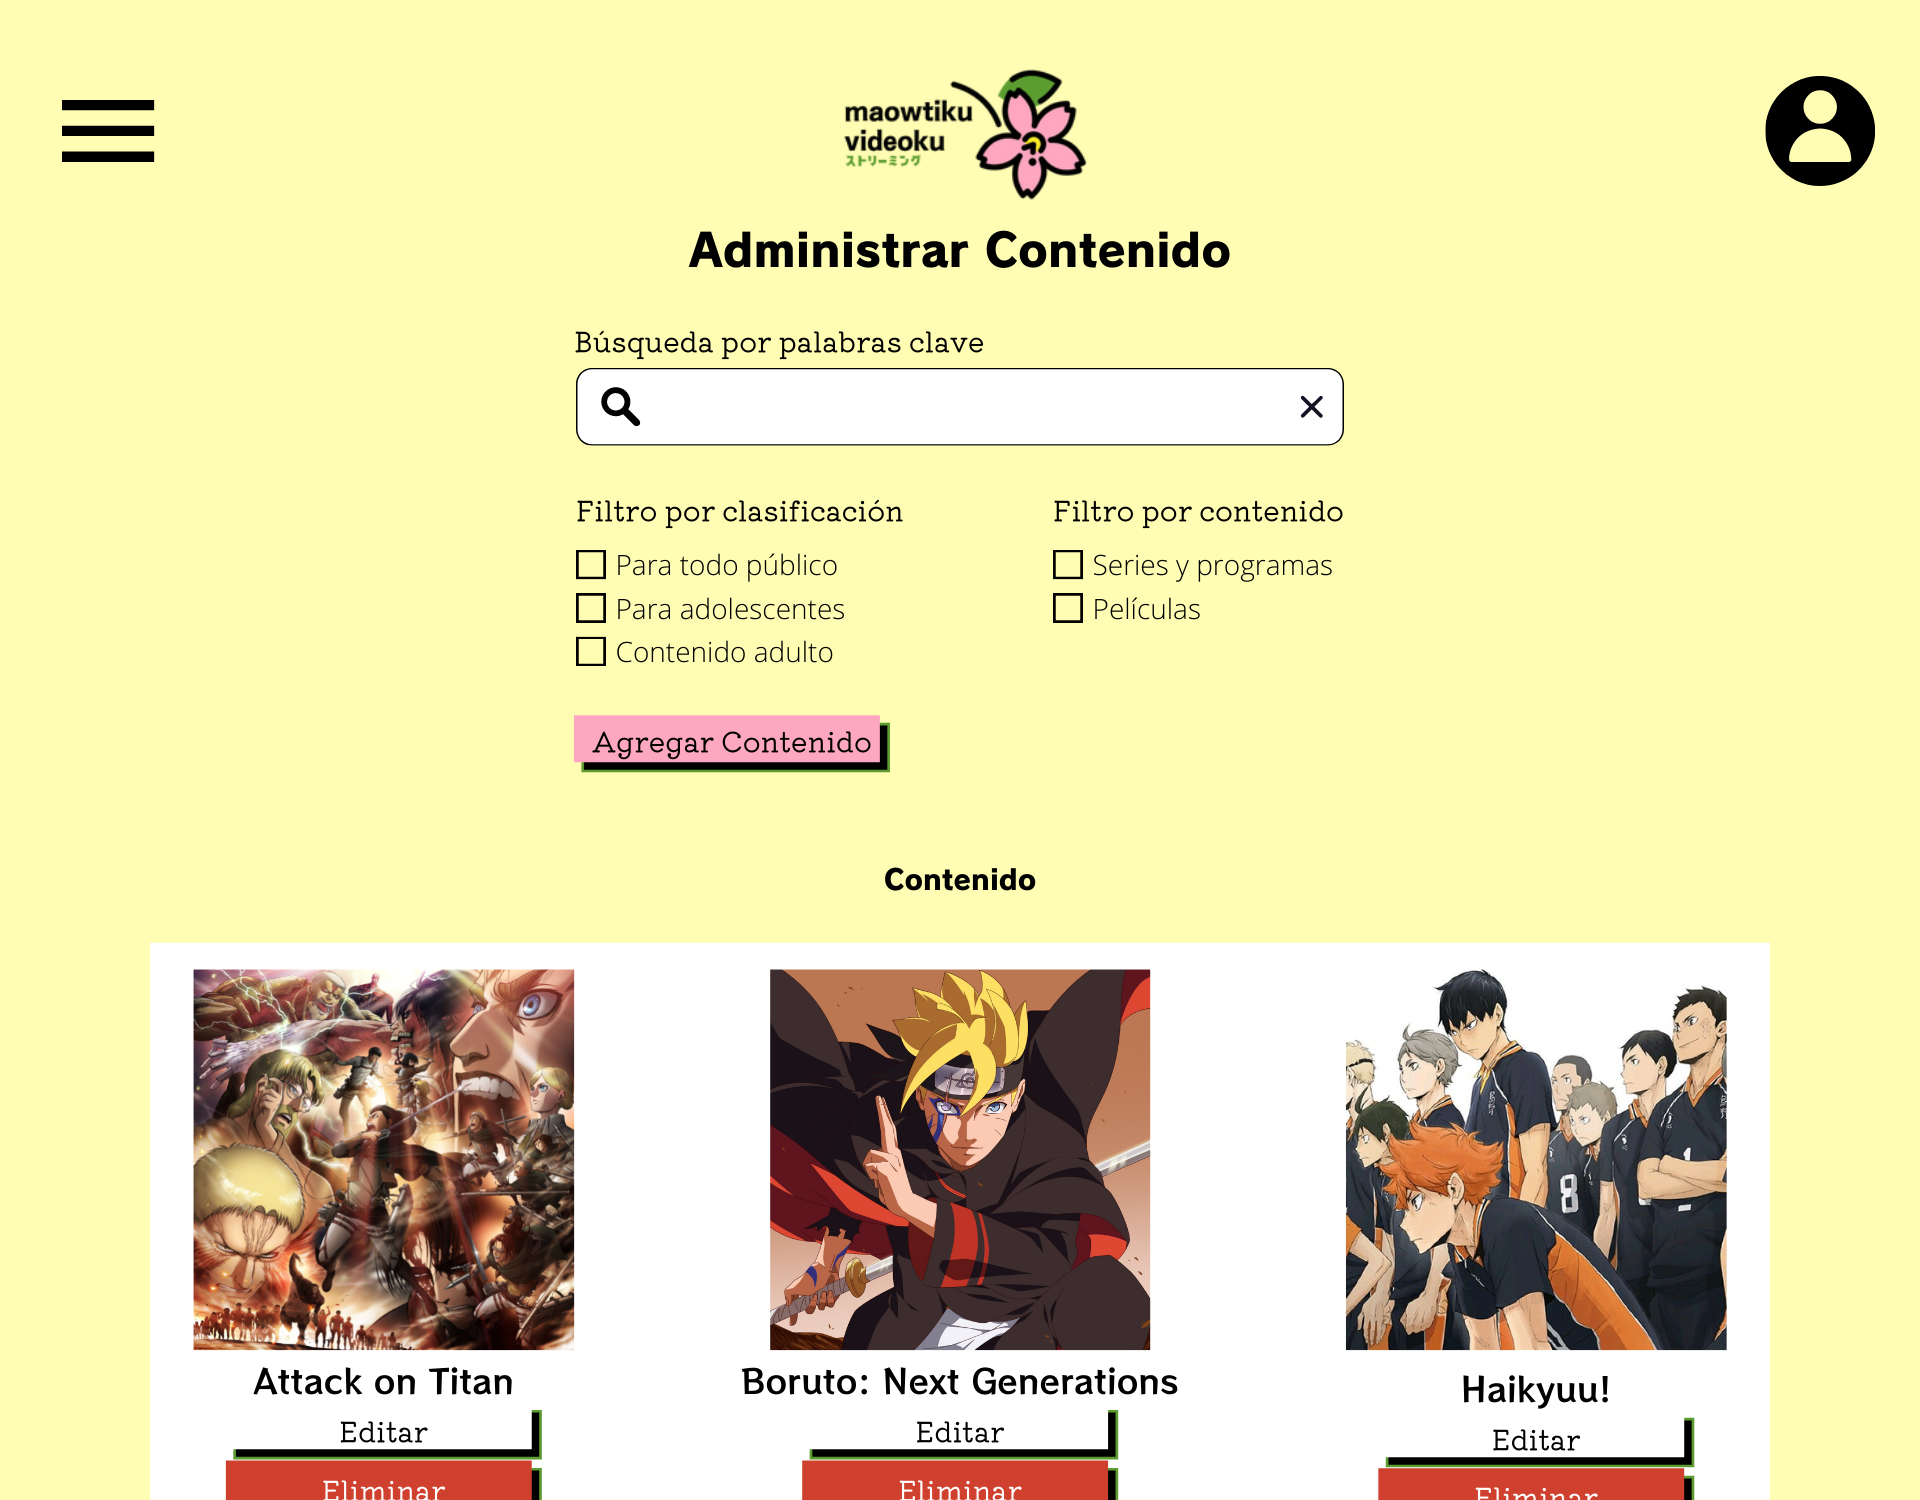 maowtiku
videoku
ストリーミング
Administrar Contenido
Búsqueda por palabras clave
Filtro por clasificación
Para todo público
Para adolescentes
Contenido adulto
Filtro por contenido
Series y programas
Películas
Agregar Contenido
Contenido
8
Attack on Titan
Editar
Eliminar
Boruto: Next Generations
Editar
Eliminar
Haikyuu!
Editar
Eliminar